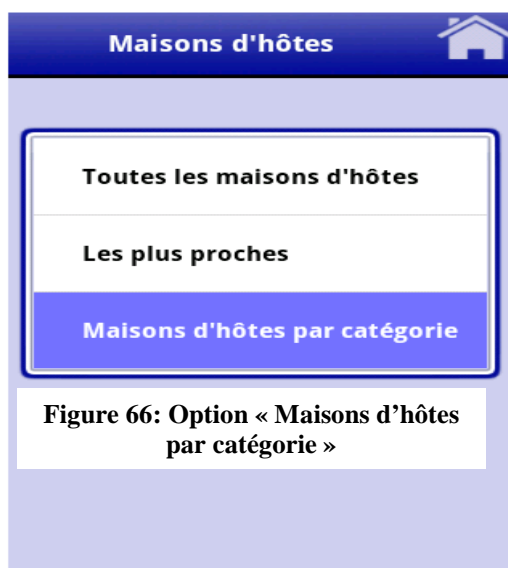 Maisons d'hôtes
Toutes les maisons d'hôtes
Les plus proches
Maisons d'hôtes par catégorie
Figure 66: Option « Maisons d’hôtes
par catégorie »